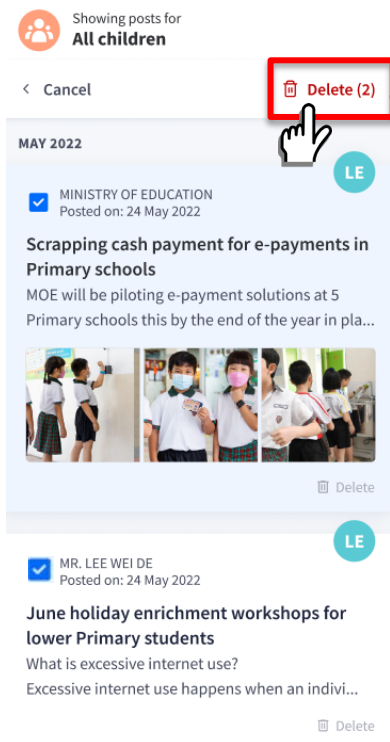 Showing posts for
All children
Cancel
Delete (2)
MAY 2022
LE
MINISTRY OF EDUCATION
Posted on: 24 May 2022
Scrapping cash payment for e-payments in
Primary schools
MOE will be piloting e-payment solutions at 5
Primary schools this by the end of the year in pla...
Delete
LE
MR. LEE WEI DE
Posted on: 24 May 2022
June holiday enrichment workshops for
lower Primary students
What is excessive internet use?
Excessive internet use happens when an indivi...
Delete